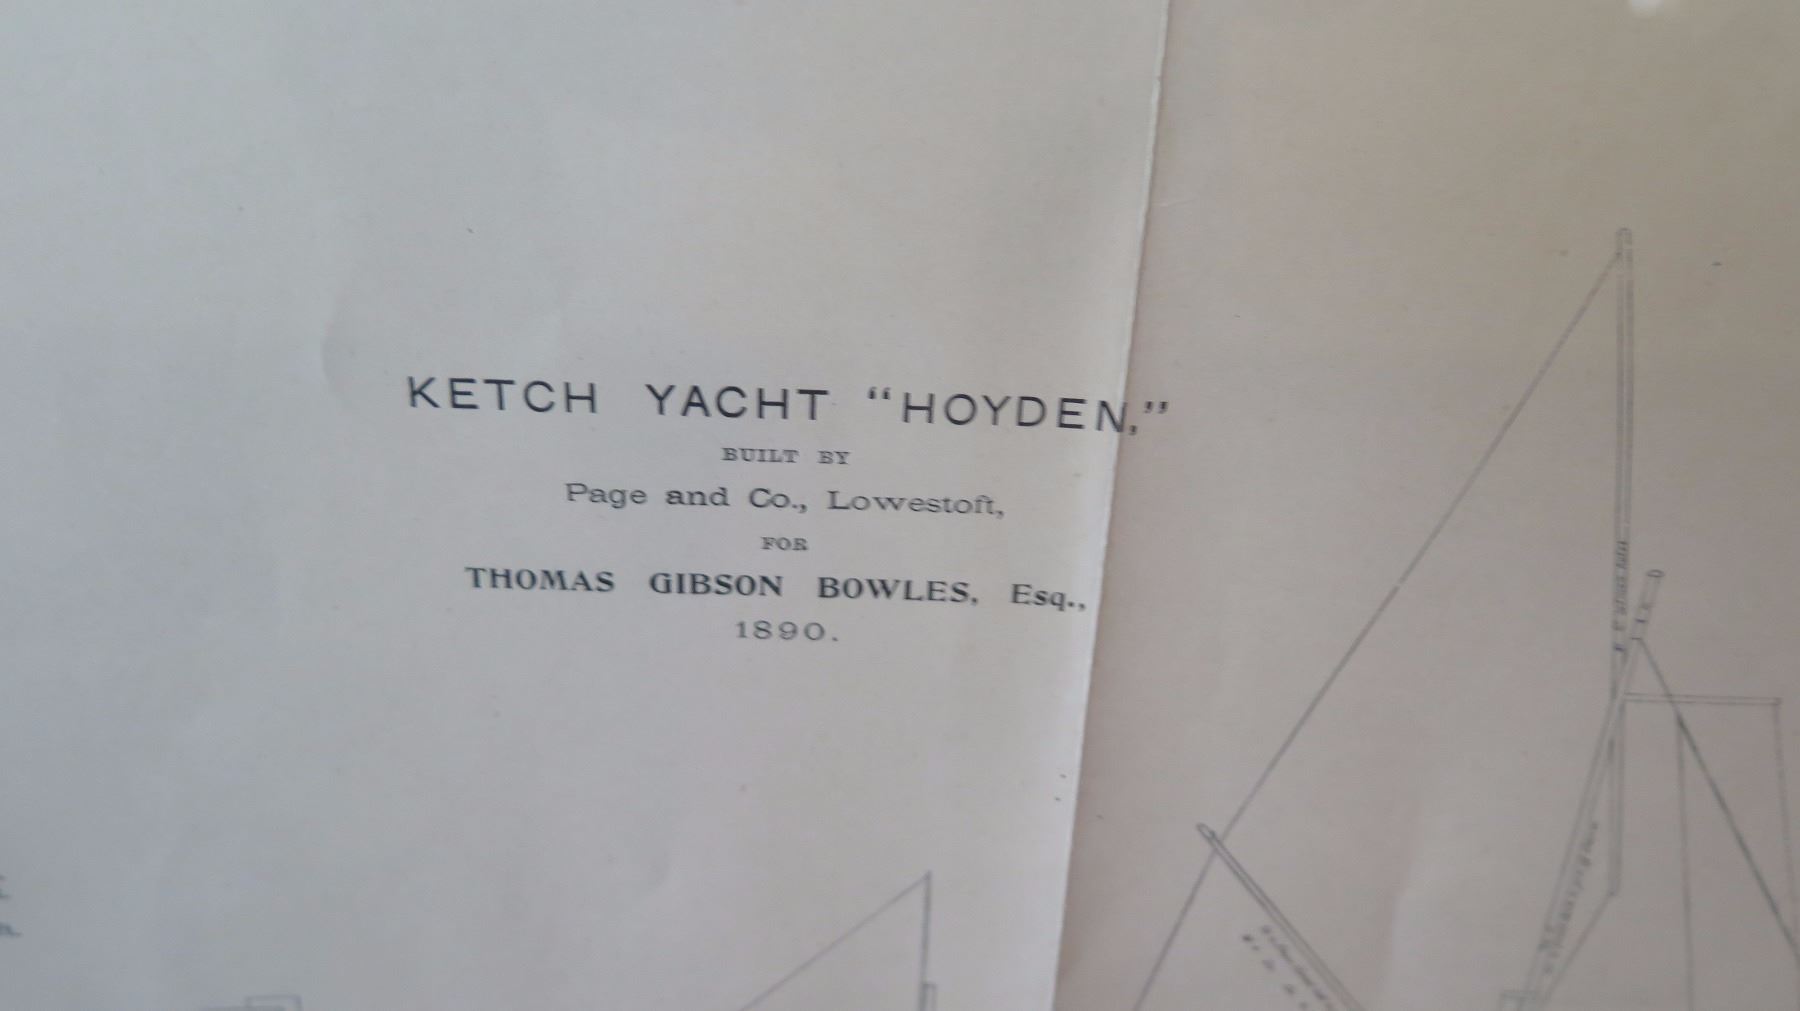 KETCH YACHT “HOYDEN,”
BUILT BY
Page and Co., Lowestoft,
FOR
THOMAS GIBSON BOWLES, Esq.,
1890.